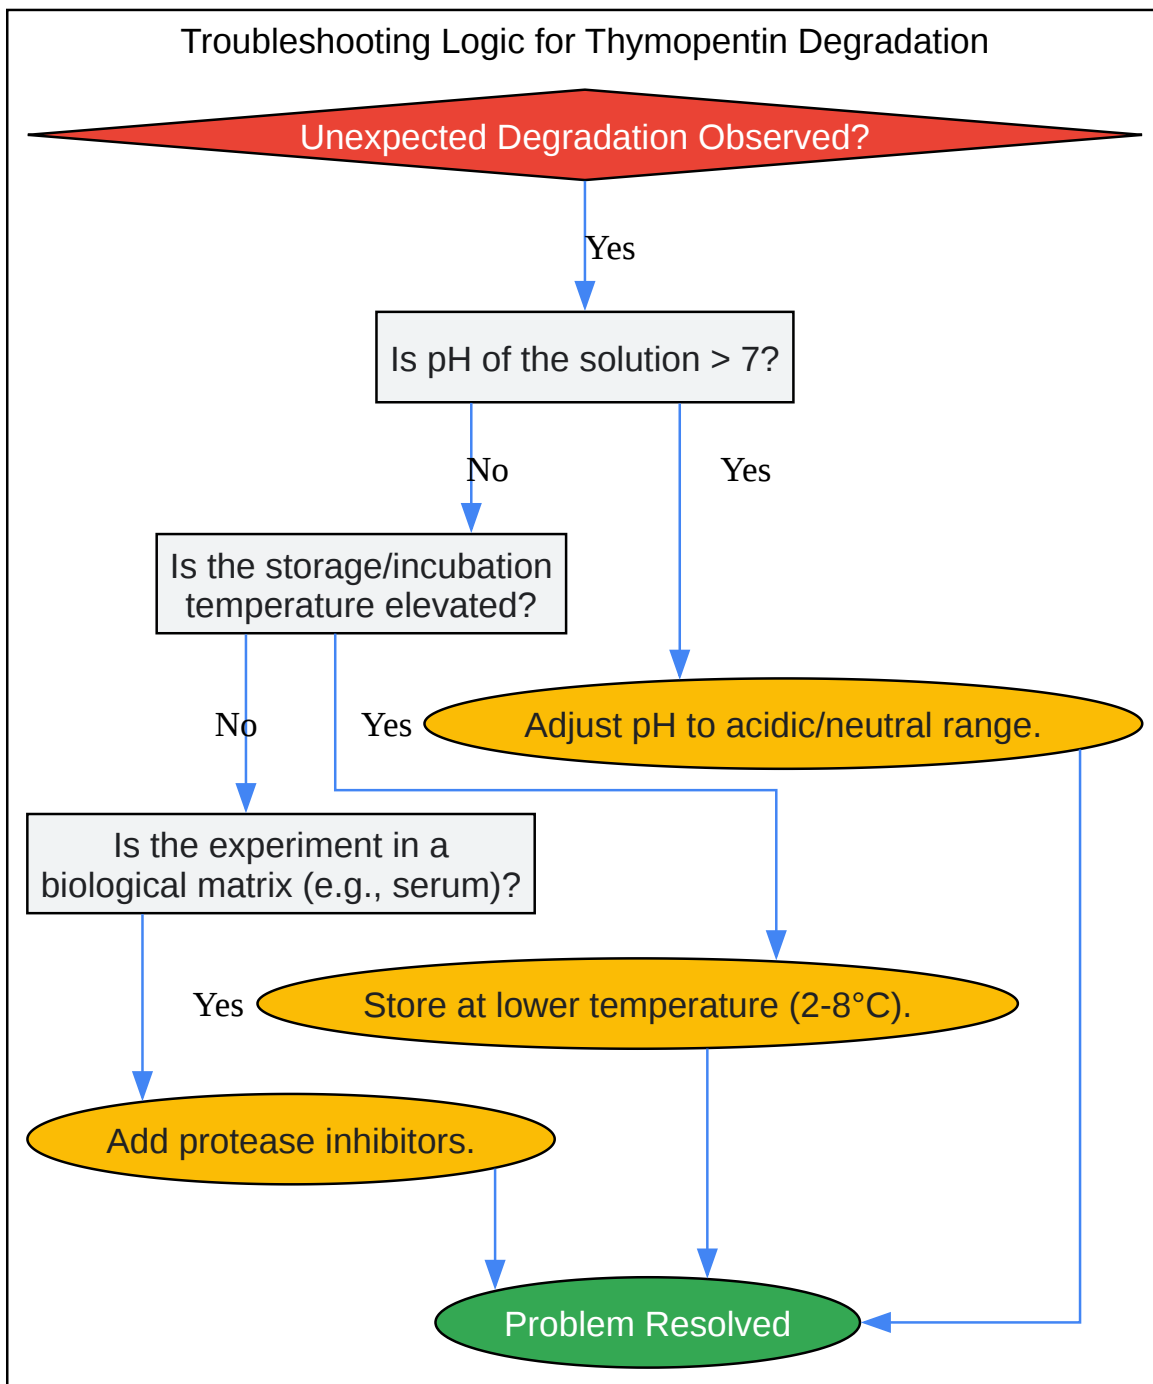 Troubleshooting Logic for Thymopentin Degradation
Unexpected Degradation Observed?
Yes
Is pH of the solution > 7?
No
Yes
Is the storage/incubation
temperature elevated?
No
Yes
Adjust pH to acidic/neutral range.
Is the experiment in a
biological matrix (e.g., serum)?
Yes
Store at lower temperature (2-8°C).
Add protease inhibitors.
Problem Resolved